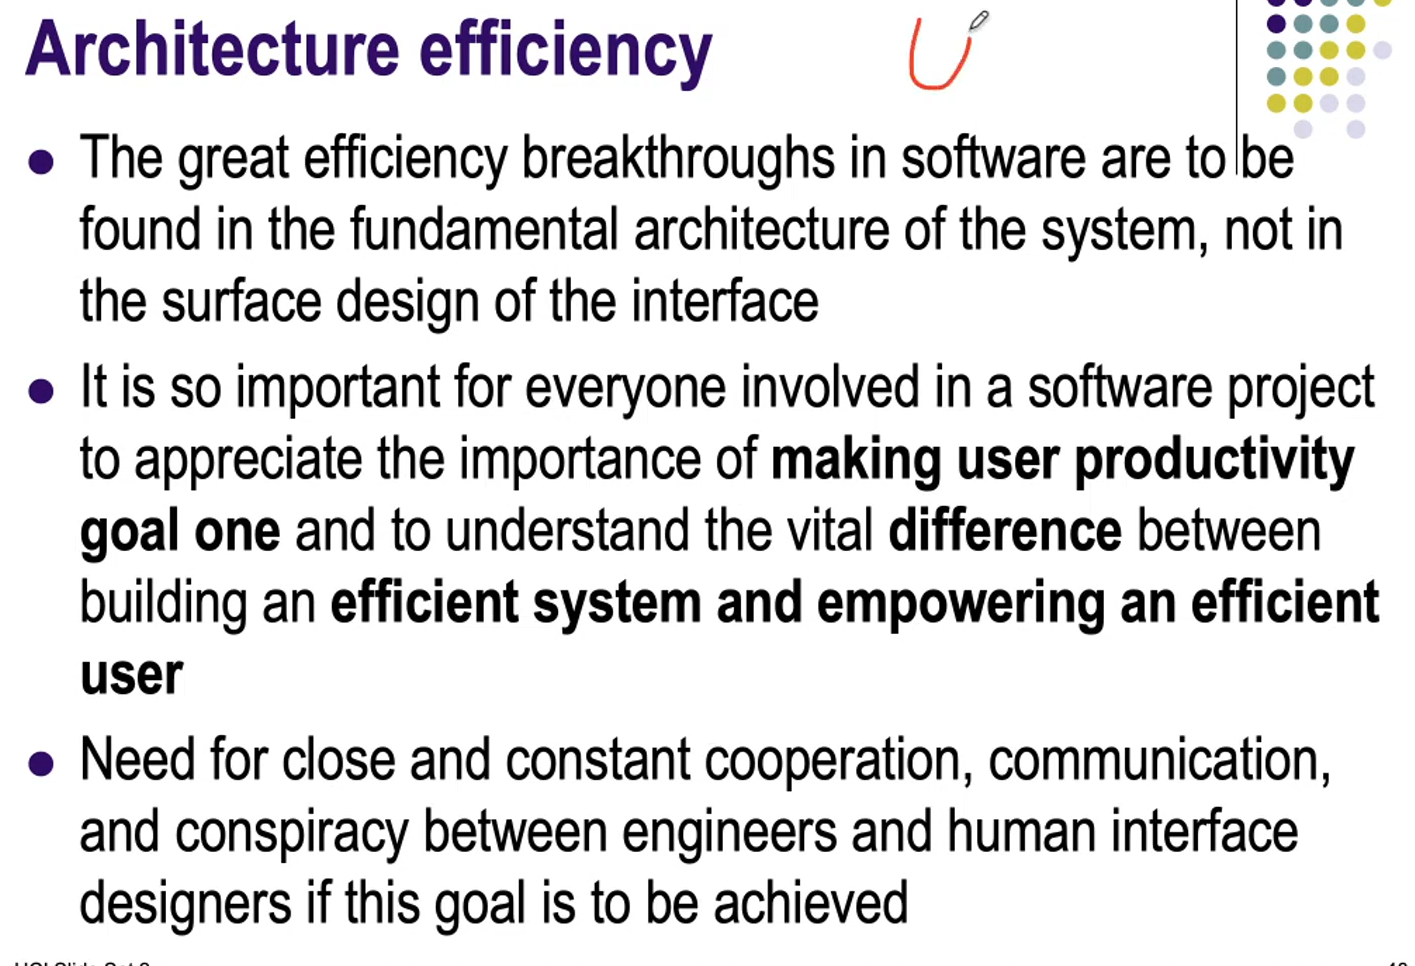 Architecture efficiency
U
The great efficiency breakthroughs in software are to be
found in the fundamental architecture of the system, not in
the surface design of the interface
It is so important for everyone involved in a software project
to appreciate the importance of making user productivity
goal one and to understand the vital difference between
building an efficient system and empowering an efficient
user
Need for close and constant cooperation, communication,
and conspiracy between engineers and human interface
designers if this goal is to be achieved